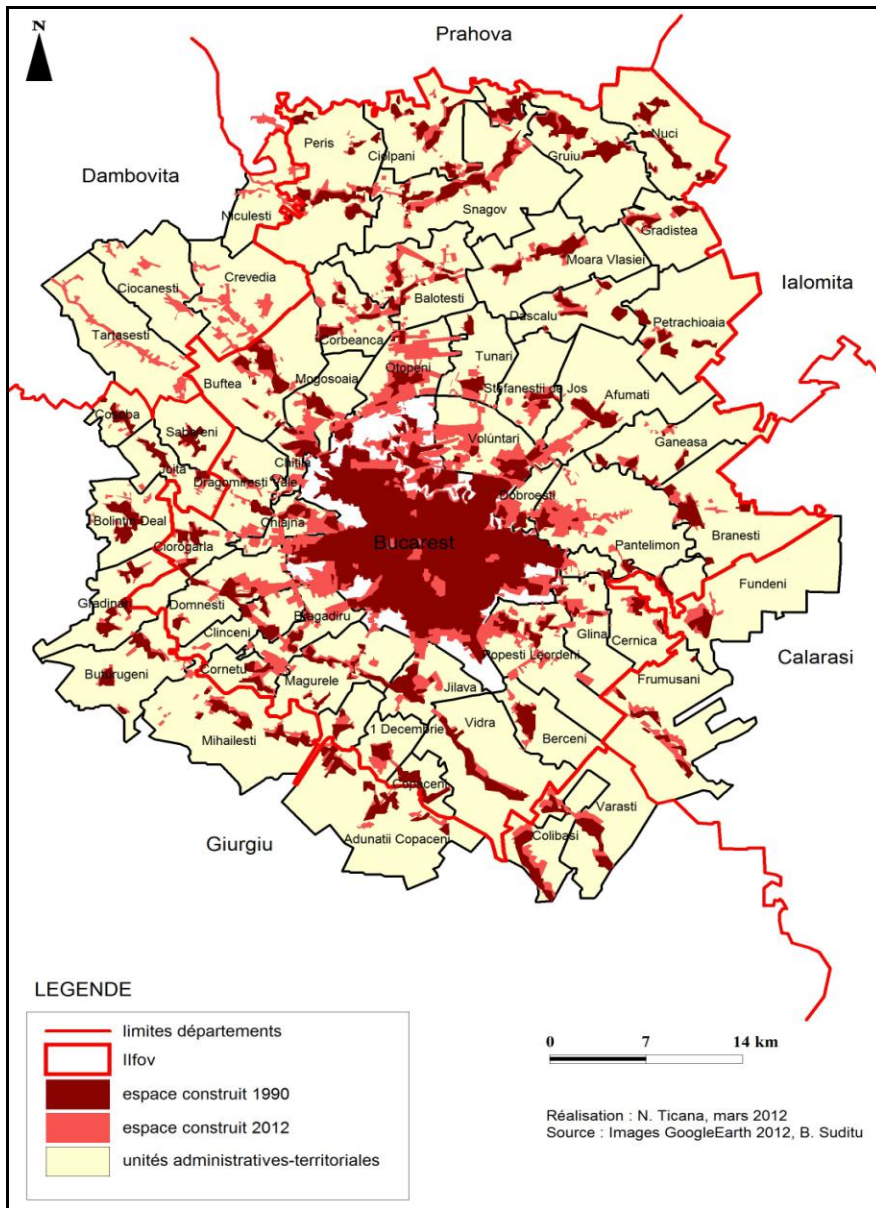 N
Prahova
Peris
Ciolpani
Nuci
Gruiu
Dambovita
Niculesti
Snagov
Gradistea
Moara Vlasiei
Ciocanesti
Crevedia
Balotesti
Ialomita
Dascalu
Petrachioaia
Tartasesti
Corbeanca
Otopeni
Tunari
Buftea
Mogosoaia
Stefanestii de Jos
Afumati
Cosoba
Sabareni
Voluntari
Ganeasa
Joita
Chitila
Dragomiresti Vale
Dobroesti
Bolintin Deal
Chiajna
Ciorogarla
Bucarest
Pantelimon
Branesti
Fundeni
Gradinari
Domnesti
Bragadiru
Clinceni
Glina
Cernica
Popesti Leordeni
Calarasi
Buturugeni
Cornetu
Magurele
Jilava
Frumusani
Mihailesti
1 Decembrie
Vidra
Berceni
Copaceni
Varasti
Giurgiu
Adunatii Copaceni
Colibasi
LEGENDE
limites départements
Ilfov
espace construit 1990
espace construit 2012
unités administratives-territoriales
0 7 14 km
Réalisation : N. Ticana, mars 2012
Source : Images GoogleEarth 2012, B. Suditu